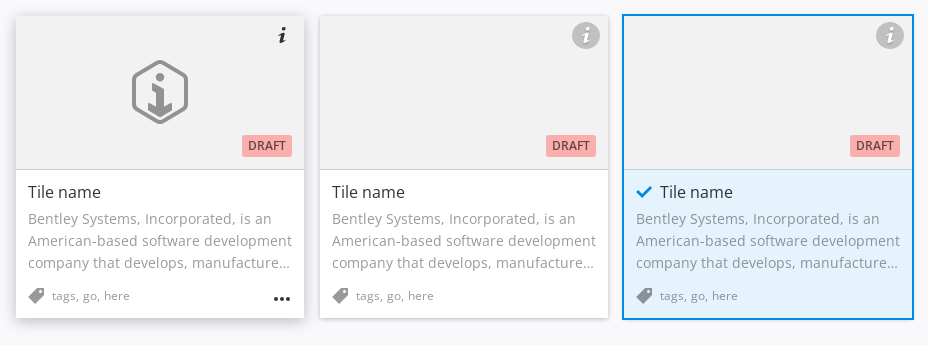 DRAFT
Tile name
Bentley Systems, Incorporated, is an
American-based software development
company that develops, manufacture...
tags, go, here
DRAFT
Tile name
Bentley Systems, Incorporated, is an
American-based software development
company that develops, manufacture...
tags, go, here
DRAFT
Tile name
Bentley Systems, Incorporated, is an
American-based software development
company that develops, manufacture...
tags, go, here